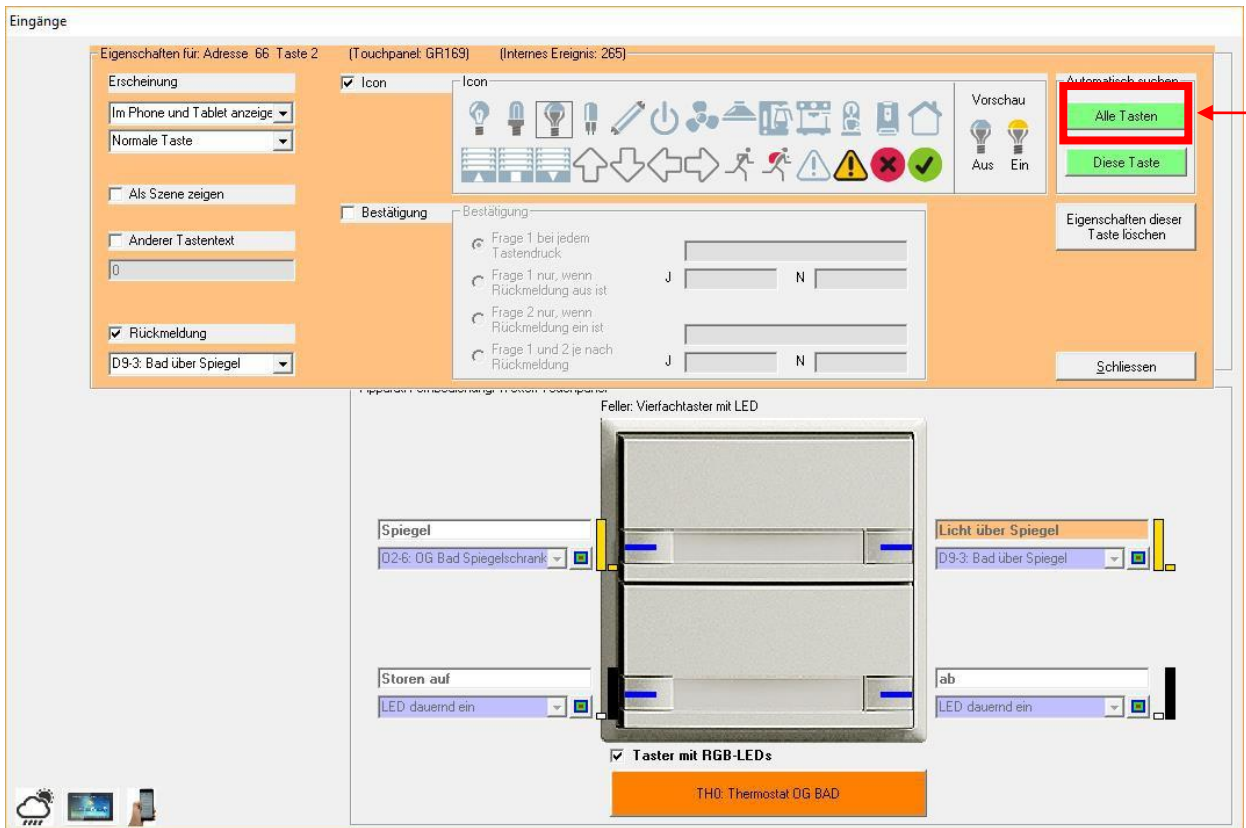 Eingänge
Eigenschaften für: Adresse 66 Taste 2 (Touchpanel: GR169) (Internes Ereignis: 265)
Erscheinung
Im Phone und Tablet anzeige
Normale Taste
Als Szene zeigen
Anderer Tastentext
0
Rückmeldung
D9-3: Bad über Spiegel
Icon
Icon
Vorschau
Aus Ein
Bestätigung
Bestätigung
Frage 1 bei jedem
Tastendruck
Frage 1 nur, wenn
Rückmeldung aus ist
J N
Frage 2 nur, wenn
Rückmeldung ein ist
Frage 1 und 2 je nach
Rückmeldung
J N
Automatisch suchen
Alle Tasten
Diese Taste
Eigenschaften dieser
Taste löschen
Schliessen
Feller: Vierfachtaster mit LED
Spiegel
O2-6: OG Bad Spiegelschrank
Licht über Spiegel
D9-3: Bad über Spiegel
Storen auf
LED dauernd ein
ab
LED dauernd ein
Taster mit RGB-LEDs
TH0: Thermostat OG BAD